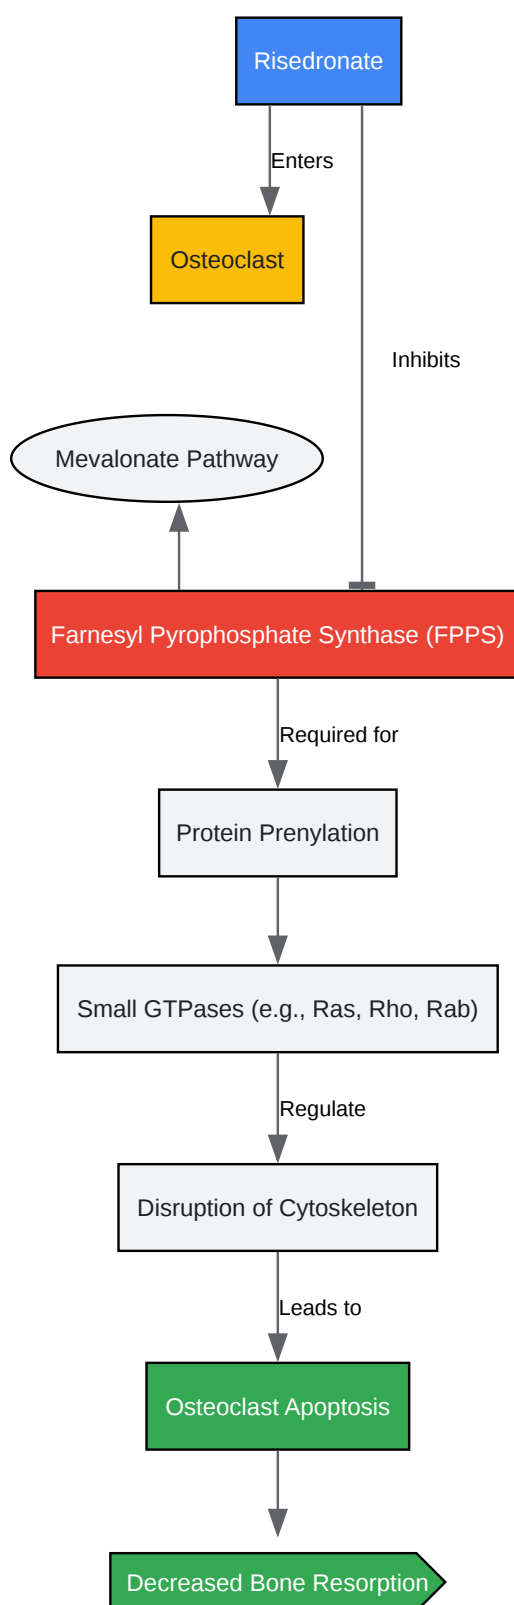 Risedronate
Enters
Osteoclast
Inhibits
Mevalonate Pathway
Farnesyl Pyrophosphate Synthase (FPPS)
Required for
Protein Prenylation
Small GTPases (e.g., Ras, Rho, Rab)
Regulate
Disruption of Cytoskeleton
Leads to
Osteoclast Apoptosis
Decreased Bone Resorption